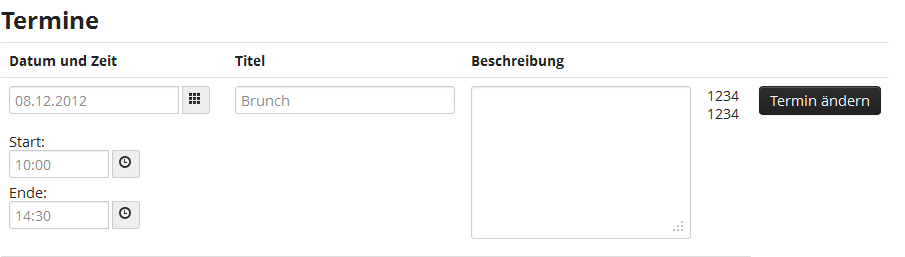 Termine
Datum und Zeit Titel Beschreibung
08.12.2012 Brunch 1234 Termin ändern
1234
Start:
10:00
Ende:
14:30